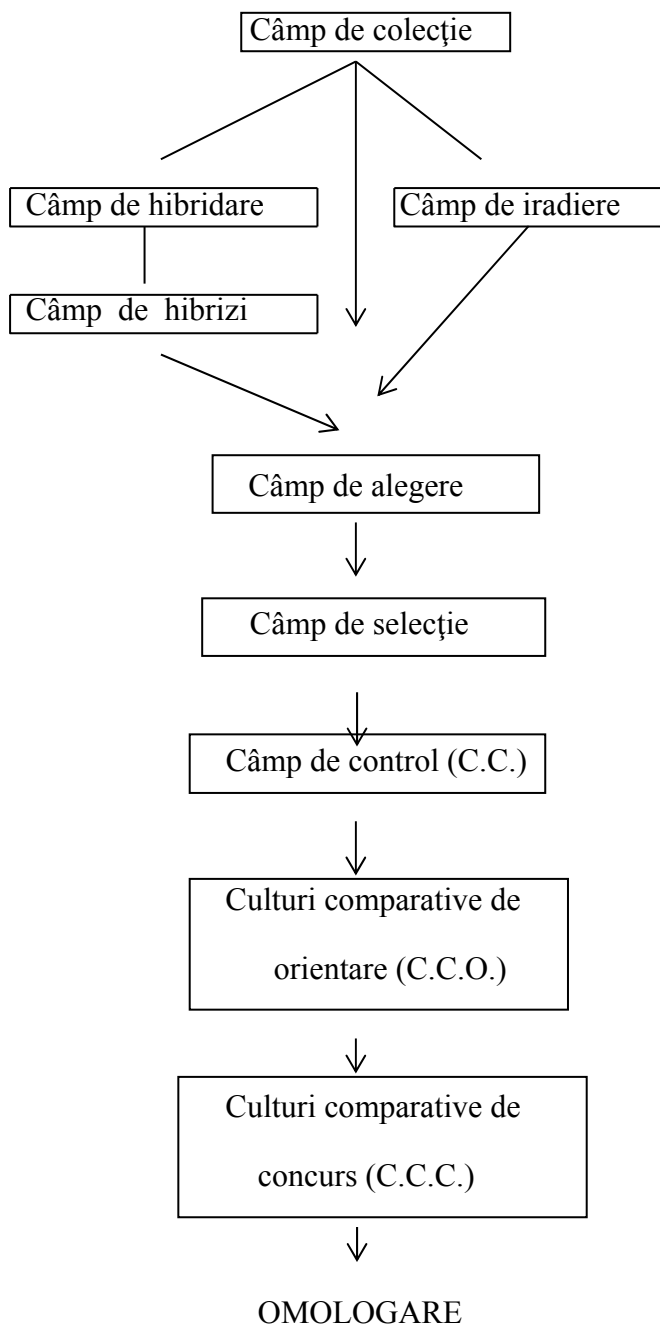 Câmp de colecţie
Câmp de hibridare
Câmp de iradiere
Câmp de hibrizi
Câmp de alegere
Câmp de selecţie
Câmp de control (C.C.)
Culturi comparative de
orientare (C.C.O.)
Culturi comparative de
concurs (C.C.C.)
OMOLOGARE